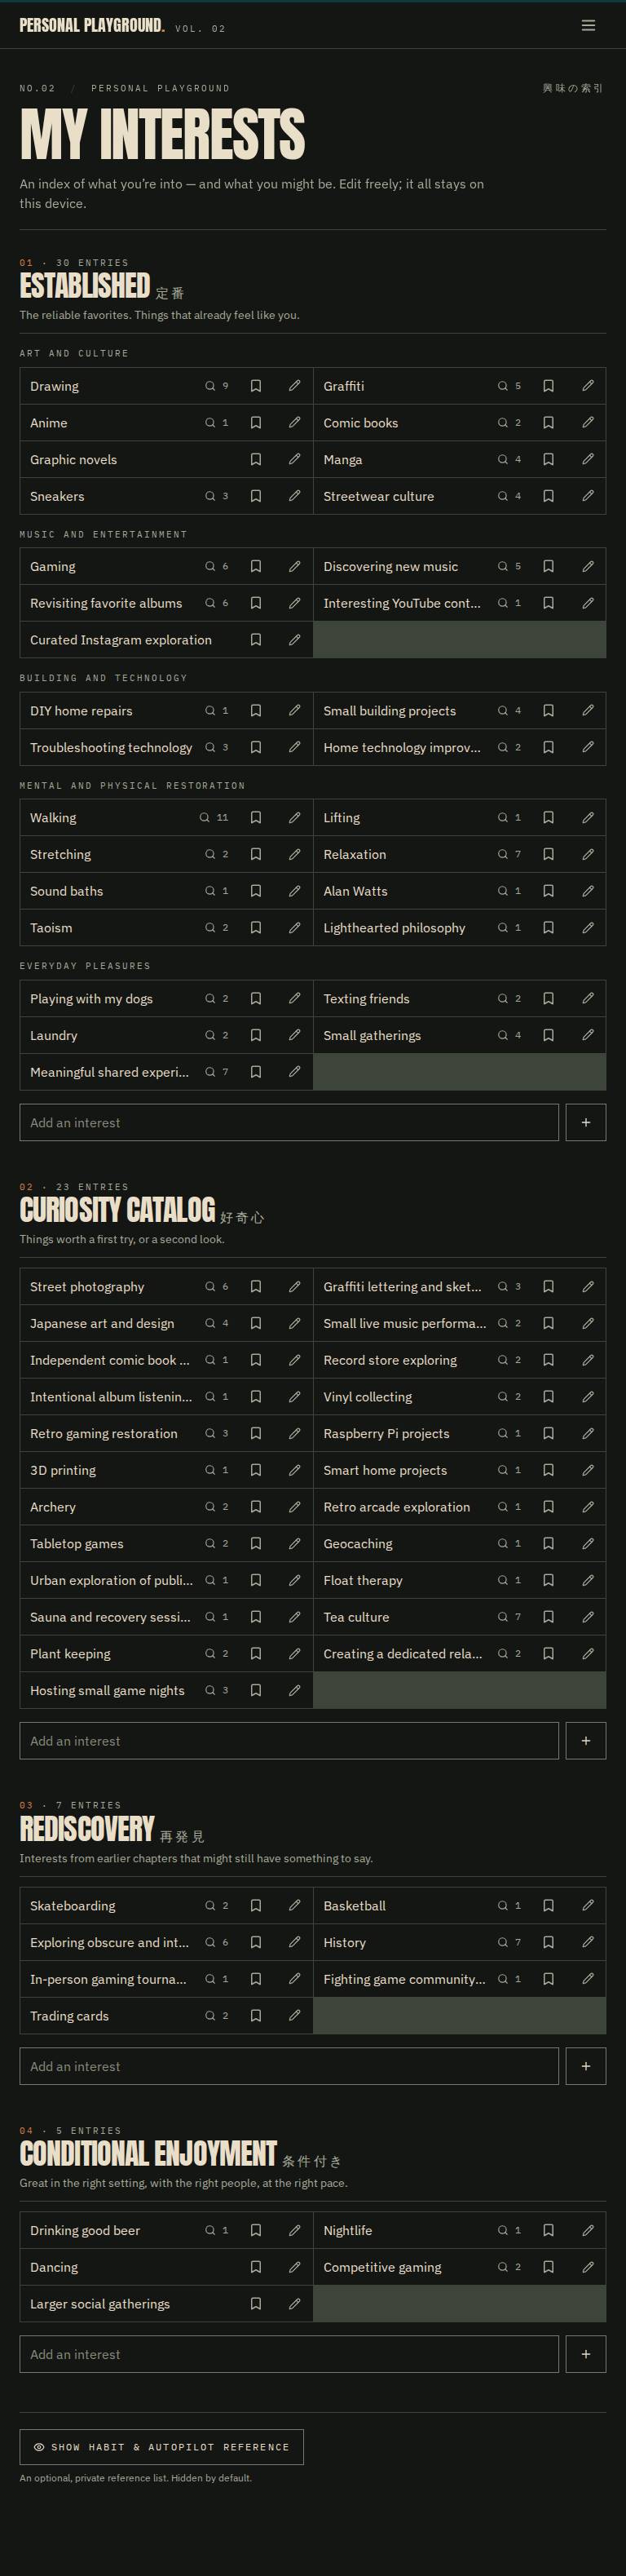 PERSONAL PLAYGROUND. VOL. 02
NO.02 / PERSONAL PLAYGROUND 興味の索引
MY INTERESTS
An index of what you’re into — and what you might be. Edit freely; it all stays on
this device.
01 · 30 ENTRIES
ESTABLISHED 定番
The reliable favorites. Things that already feel like you.
ART AND CULTURE
Drawing 9 Graffiti 5
Anime 1 Comic books 2
Graphic novels Manga 4
Sneakers 3 Streetwear culture 4
MUSIC AND ENTERTAINMENT
Gaming 6 Discovering new music 5
Revisiting favorite albums 6 Interesting YouTube cont... 1
Curated Instagram exploration
BUILDING AND TECHNOLOGY
DIY home repairs 1 Small building projects 4
Troubleshooting technology 3 Home technology improv... 2
MENTAL AND PHYSICAL RESTORATION
Walking 11 Lifting 1
Stretching 2 Relaxation 7
Sound baths 1 Alan Watts 1
Taoism 2 Lighthearted philosophy 1
EVERYDAY PLEASURES
Playing with my dogs 2 Texting friends 2
Laundry 2 Small gatherings 4
Meaningful shared experi... 7
Add an interest +
02 · 23 ENTRIES
CURIOSITY CATALOG 好奇心
Things worth a first try, or a second look.
Street photography 6 Graffiti lettering and sket... 3
Japanese art and design 4 Small live music performa... 2
Independent comic book ... 1 Record store exploring 2
Intentional album listenin... 1 Vinyl collecting 2
Retro gaming restoration 3 Raspberry Pi projects 1
3D printing 1 Smart home projects 1
Archery 2 Retro arcade exploration 1
Tabletop games 2 Geocaching 1
Urban exploration of publi... 1 Float therapy 1
Sauna and recovery sessi... 1 Tea culture 7
Plant keeping 2 Creating a dedicated rela... 2
Hosting small game nights 3
Add an interest +
03 · 7 ENTRIES
REDISCOVERY 再発見
Interests from earlier chapters that might still have something to say.
Skateboarding 2 Basketball 1
Exploring obscure and int... 6 History 7
In-person gaming tourna... 1 Fighting game community... 1
Trading cards 2
Add an interest +
04 · 5 ENTRIES
CONDITIONAL ENJOYMENT 条件付き
Great in the right setting, with the right people, at the right pace.
Drinking good beer 1 Nightlife 1
Dancing Competitive gaming 2
Larger social gatherings
Add an interest +
SHOW HABIT & AUTOPILOT REFERENCE
An optional, private reference list. Hidden by default.